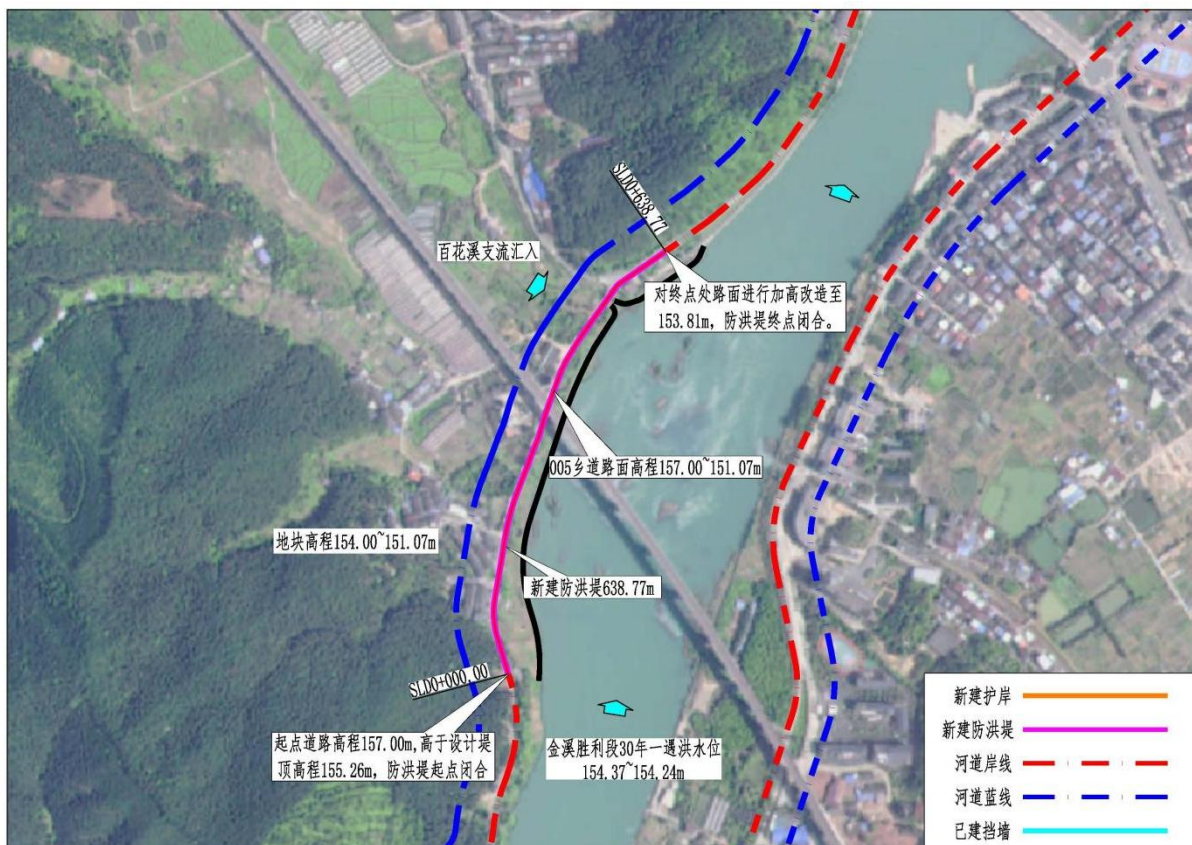 SLD0+638.77
百花溪支流汇入
对终点处路面进行加高改造至
153.81m，防洪堤终点闭合。
005乡道路面高程157.00~151.07m
地块高程154.00~151.07m
新建防洪堤638.77m
SLD0+000.00
起点道路高程157.00m,高于设计堤
顶高程155.26m，防洪堤起点闭合
金溪胜利段30年一遇洪水位
154.37~154.24m
新建护岸
新建防洪堤
河道岸线
河道蓝线
已建挡墙